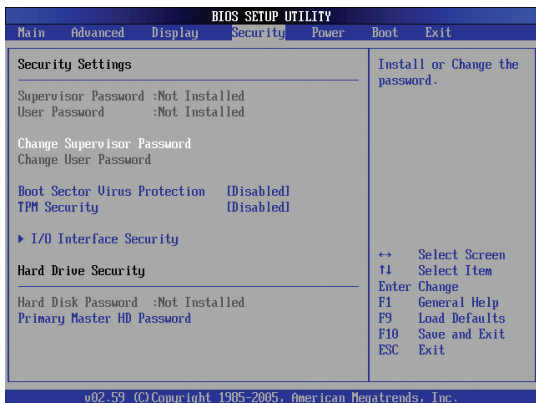 BIOS SETUP UTILITY
Main Advanced Display Security Power Boot Exit
Security Settings
Supervisor Password :Not Installed
User Password :Not Installed
Change Supervisor Password
Change User Password
Boot Sector Virus Protection [Disabled]
TPM Security [Disabled]
▶ I/O Interface Security
Hard Drive Security
Hard Disk Password :Not Installed
Primary Master HD Password
Install or Change the
password.
↔ Select Screen
↑↓ Select Item
Enter Change
F1 General Help
F9 Load Defaults
F10 Save and Exit
ESC Exit
v02.59 (C)Copyright 1985-2005, American Megatrends, Inc.